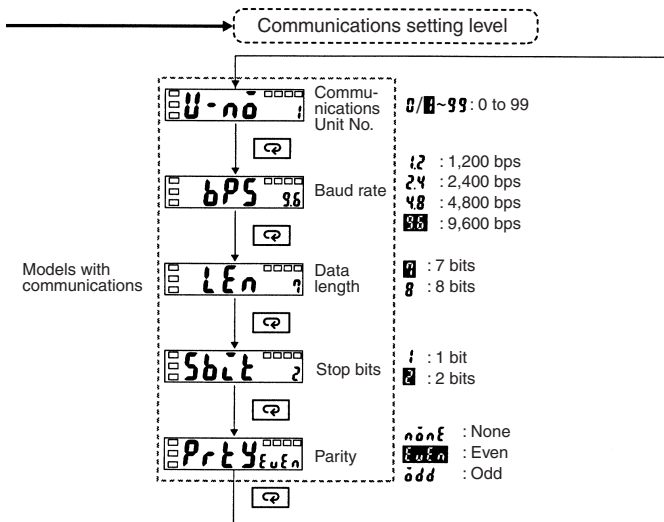 Communications setting level
U-no 1
Commu-
nications
Unit No.
0/1~99: 0 to 99
bPS 9.6
Baud rate
1.2 : 1,200 bps
2.4 : 2,400 bps
4.8 : 4,800 bps
9.6 : 9,600 bps
Models with
communications
LEn 7
Data
length
7 : 7 bits
8 : 8 bits
Sbit 2
Stop bits
1 : 1 bit
2 : 2 bits
PrtY EvEn
Parity
nonE : None
EvEn : Even
odd : Odd